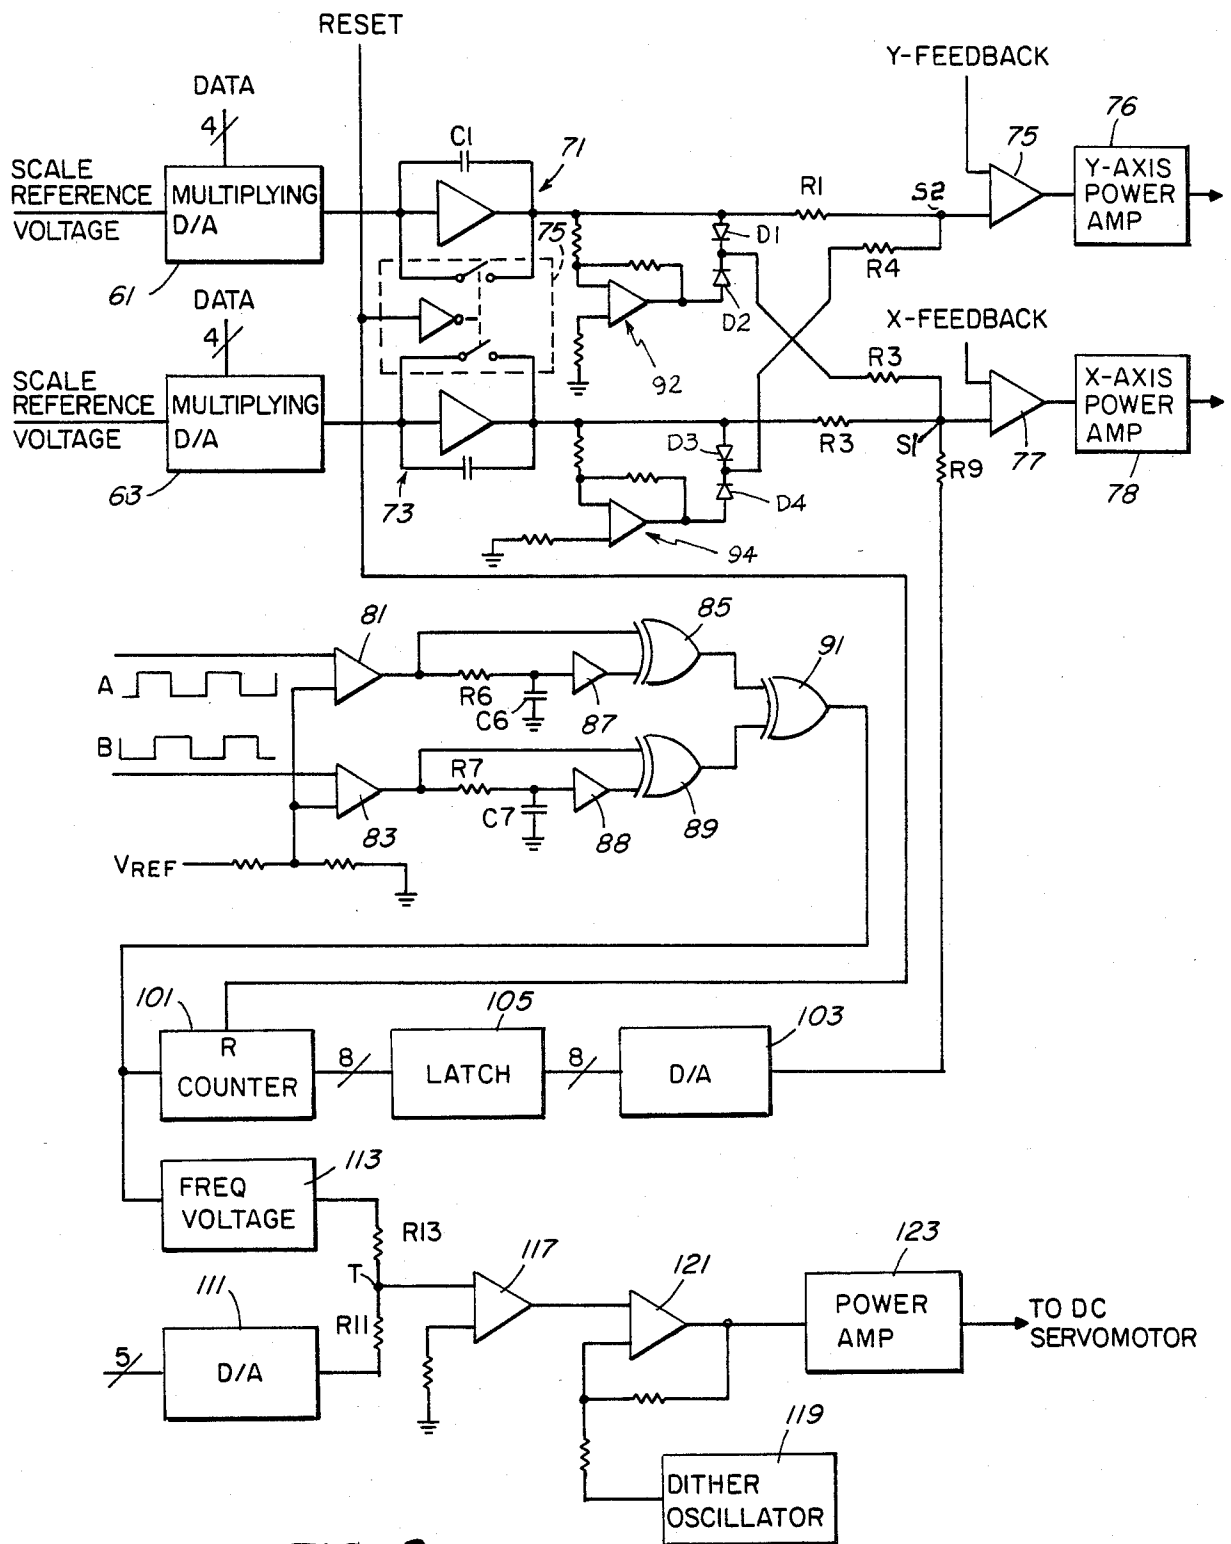 RESET
Y-FEEDBACK
DATA
4
SCALE
REFERENCE
VOLTAGE
MULTIPLYING
D/A
61
C1
71
75
R1
S2
75
76
Y-AXIS
POWER
AMP
D1
D2
R4
92
DATA
4
SCALE
REFERENCE
VOLTAGE
MULTIPLYING
D/A
63
73
X-FEEDBACK
R3
R3
S1
R9
77
X-AXIS
POWER
AMP
78
D3
D4
94
81
85
A
R6
C6
87
91
B
R7
C7
83
88
89
VREF
101
R
COUNTER
8
105
LATCH
8
103
D/A
113
FREQ
VOLTAGE
R13
T
111
R11
5
D/A
117
121
123
POWER
AMP
TO DC
SERVOMOTOR
119
DITHER
OSCILLATOR